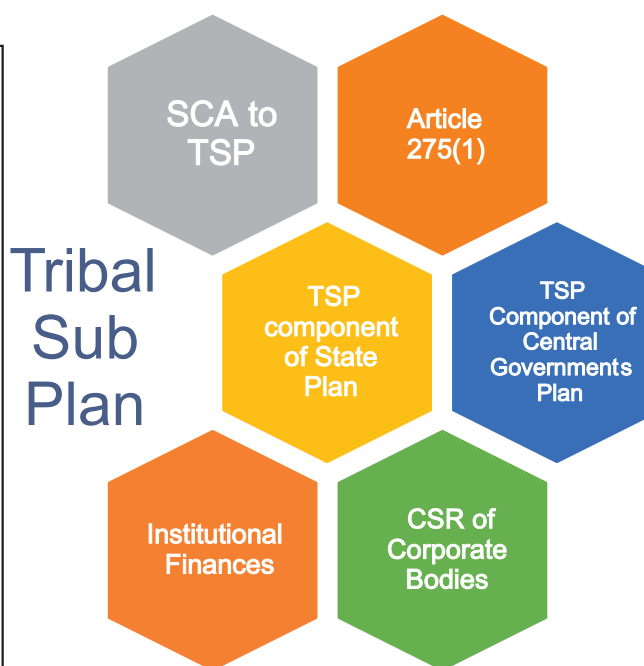 SCA to
TSP
Article
275(1)
Tribal
Sub
Plan
TSP
component
of State
Plan
TSP
Component of
Central
Governments
Plan
Institutional
Finances
CSR of
Corporate
Bodies